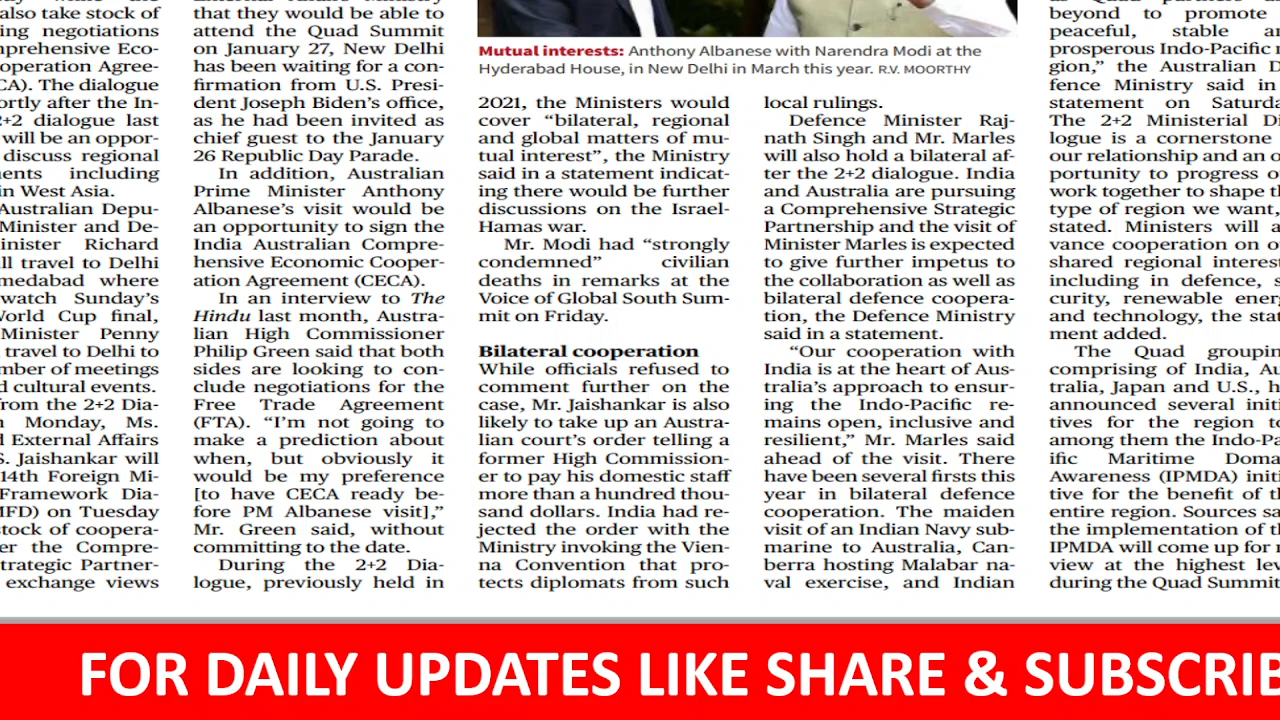 also take stock of
negotiations
The dialogue
after the In-
2+2 dialogue last
will be an oppor-
discuss regional
including
in West Asia.
Australian Depu-
Minister and De-
Richard
travel to Delhi
where
watch Sunday's
World Cup final,
Minister Penny
travel to Delhi to
of meetings
cultural events.
from the 2+2 Dia-
Monday, Ms.
External Affairs
S. Jaishankar will
14th Foreign Mi-
Framework Dia-
on Tuesday
stock of coopera-
the Compre-
Partner-
exchange views
that they would be able to
attend the Quad Summit
on January 27, New Delhi
has been waiting for a con-
firmation from U.S. Presi-
dent Joseph Biden's office,
as he had been invited as
chief guest to the January
26 Republic Day Parade.
In addition, Australian
Prime Minister Anthony
Albanese's visit would be
an opportunity to sign the
India Australian Compre-
hensive Economic Cooper-
ation Agreement (CECA).
In an interview to The
Hindu last month, Austra-
lian High Commissioner
Philip Green said that both
sides are looking to con-
clude negotiations for the
Free Trade Agreement
(FTA). “I'm not going to
make a prediction about
when, but obviously it
would be my preference
[to have CECA ready be-
fore PM Albanese visit],”
Mr. Green said, without
committing to the date.
During the 2+2 Dia-
logue, previously held in
Mutual interests: Anthony Albanese with Narendra Modi at the
Hyderabad House, in New Delhi in March this year. R.V. MOORTHY
2021, the Ministers would
cover “bilateral, regional
and global matters of mu-
tual interest”, the Ministry
said in a statement indicat-
ing there would be further
discussions on the Israel-
Hamas war.
Mr. Modi had “strongly
condemned” civilian
deaths in remarks at the
Voice of Global South Sum-
mit on Friday.
Bilateral cooperation
While officials refused to
comment further on the
case, Mr. Jaishankar is also
likely to take up an Austra-
lian court's order telling a
former High Commission-
er to pay his domestic staff
more than a hundred thou-
sand dollars. India had re-
jected the order with the
Ministry invoking the Vien-
na Convention that pro-
tects diplomats from such
local rulings.
Defence Minister Raj-
nath Singh and Mr. Marles
will also hold a bilateral af-
ter the 2+2 dialogue. India
and Australia are pursuing
a Comprehensive Strategic
Partnership and the visit of
Minister Marles is expected
to give further impetus to
the collaboration as well as
bilateral defence coopera-
tion, the Defence Ministry
said in a statement.
“Our cooperation with
India is at the heart of Aus-
tralia's approach to ensur-
ing the Indo-Pacific re-
mains open, inclusive and
resilient,” Mr. Marles said
ahead of the visit. There
have been several firsts this
year in bilateral defence
cooperation. The maiden
visit of an Indian Navy sub-
marine to Australia, Can-
berra hosting Malabar na-
val exercise, and Indian
beyond to promote
peaceful, stable
prosperous Indo-Pacific
gion,” the Australian
fence Ministry said in
statement on
The 2+2 Ministerial
logue is a cornerstone
our relationship and an
portunity to progress
work together to shape
type of region we want,
stated. Ministers will
vance cooperation on
shared regional
including in defence,
curity, renewable
and technology, the
ment added.
The Quad
comprising of India,
tralia, Japan and U.S.,
announced several
tives for the region
among them the
ific Maritime
Awareness (IPMDA)
tive for the benefit of
entire region. Sources
the implementation of
IPMDA will come up for
view at the highest
during the Quad Summit
FOR DAILY UPDATES LIKE SHARE & SUBSCRIB